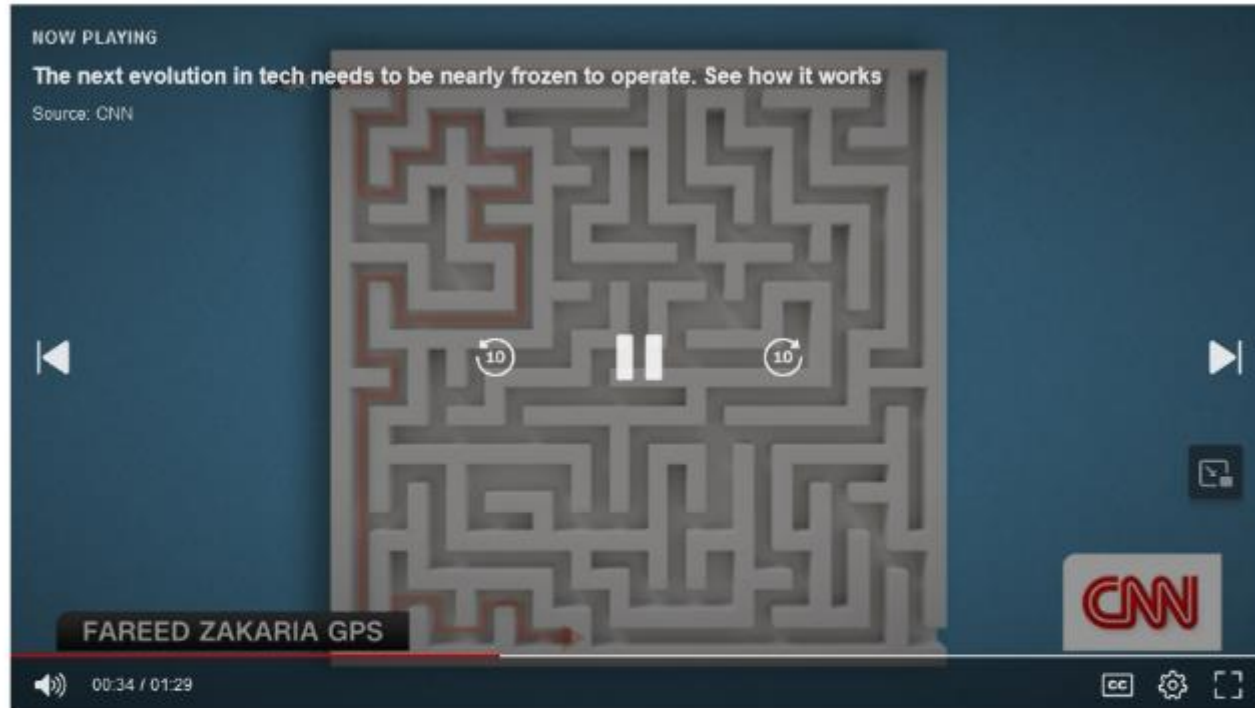 NOW PLAYING
The next evolution in tech needs to be nearly frozen to operate. See how it works
Source: CNN
10
10
CNN
FAREED ZAKARIA GPS
00:34 / 01:29
CC